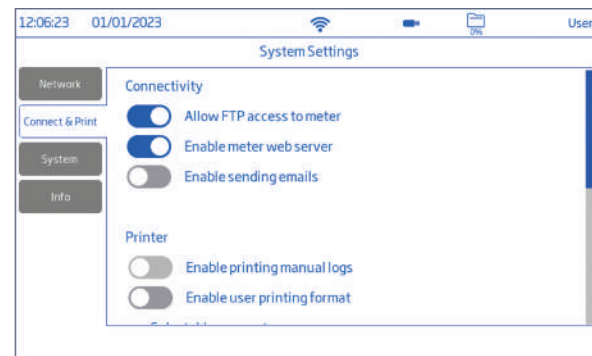 12:06:23 01/01/2023 0% User
System Settings
Network
Connect & Print
System
Info
Connectivity
Allow FTP access to meter
Enable meter web server
Enable sending emails
Printer
Enable printing manual logs
Enable user printing format